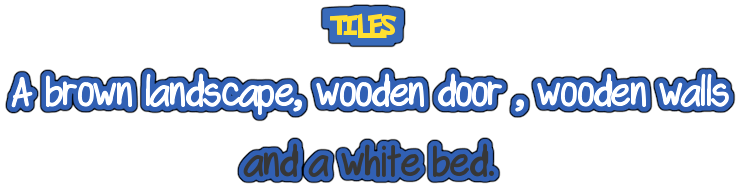 TILES
A brown landscape, wooden door , wooden walls
and a white bed.